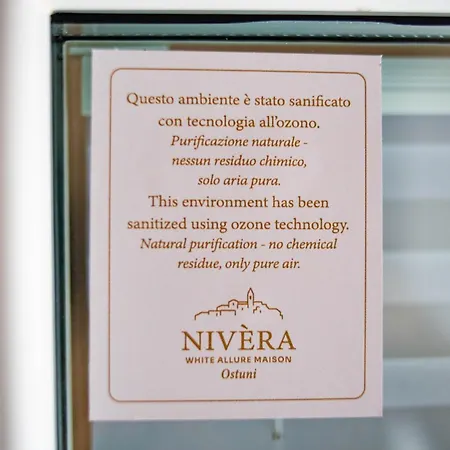 Questo ambiente è stato sanificato
con tecnologia all'ozono.
Purificazione naturale -
nessun residuo chimico,
solo aria pura.
This environment has been
sanitized using ozone technology.
Natural purification - no chemical
residue, only pure air.
NIVÈRA
WHITE ALLURE MAISON
Ostuni